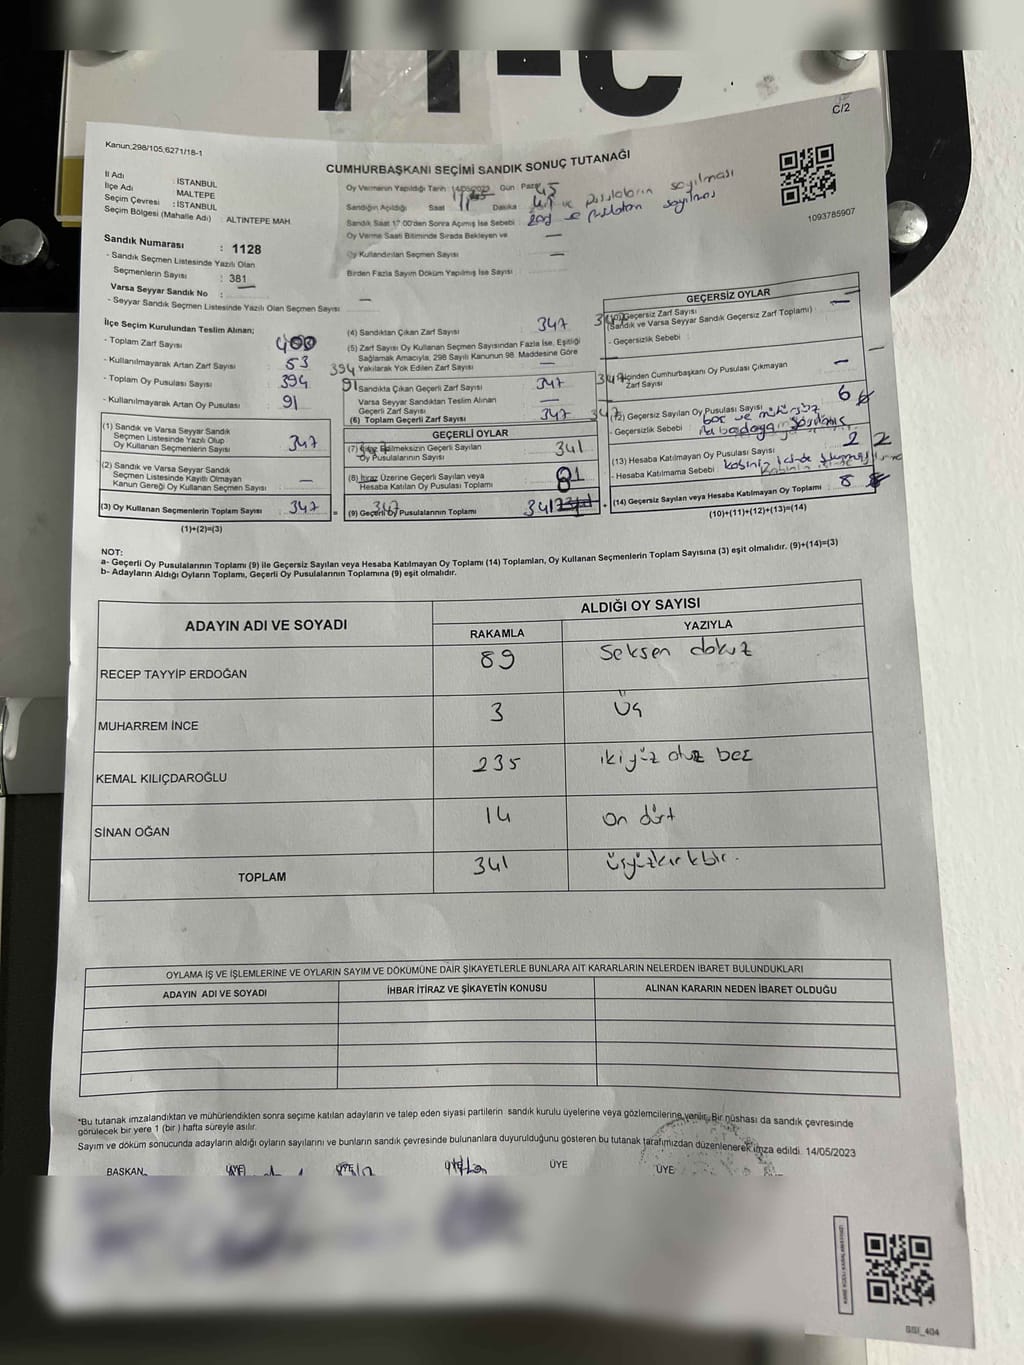 11-C
C/2
Kanun;298/105,6271/18-1
CUMHURBAŞKANI SEÇİMİ SANDIK SONUÇ TUTANAĞI
İl Adı : İSTANBUL
İlçe Adı : MALTEPE
Seçim Çevresi : İSTANBUL
Seçim Bölgesi (Mahalle Adı) : ALTINTEPE MAH.
Oy Vermenin Yapıldığı Tarih : 14/05/2023 Gün : Pazar
Sandığın Açıldığı Saat Dakika 45
Sandık Saat 17:00'den Sonra Açılmış İse Sebebi :
zarf ve pusulaların sayılması
Oy Verme Saati Bitiminde Sırada Bekleyen ve —
Oy Kullandırılan Seçmen Sayısı —
Birden Fazla Sayım Döküm Yapılmış İse Sayısı
1093785907
Sandık Numarası : 1128
- Sandık Seçmen Listesinde Yazılı Olan
Seçmenlerin Sayısı : 381
Varsa Seyyar Sandık No :
- Seyyar Sandık Seçmen Listesinde Yazılı Olan Seçmen Sayısı : —
İlçe Seçim Kurulundan Teslim Alınan;
- Toplam Zarf Sayısı 400
- Kullanılmayarak Artan Zarf Sayısı 53
- Toplam Oy Pusulası Sayısı 394 394
- Kullanılmayarak Artan Oy Pusulası 91 91
(1) Sandık ve Varsa Seyyar Sandık
Seçmen Listesinde Yazılı Olup
Oy Kullanan Seçmenlerin Sayısı 347
(2) Sandık ve Varsa Seyyar Sandık
Seçmen Listesinde Kayıtlı Olmayan
Kanun Gereği Oy Kullanan Seçmen Sayısı —
(3) Oy Kullanan Seçmenlerin Toplam Sayısı 347 =
(1)+(2)=(3)
(4) Sandıktan Çıkan Zarf Sayısı 347
(5) Zarf Sayısı Oy Kullanan Seçmen Sayısından Fazla İse, Eşitliği
Sağlamak Amacıyla, 298 Sayılı Kanunun 98. Maddesine Göre
Yakılarak Yok Edilen Zarf Sayısı —
Sandıkta Çıkan Geçerli Zarf Sayısı 347 347
Varsa Seyyar Sandıktan Teslim Alınan
Geçerli Zarf Sayısı —
(6) Toplam Geçerli Zarf Sayısı 347 347
GEÇERLİ OYLAR
(7) İtiraz Edilmeksizin Geçerli Sayılan
Oy Pusulalarının Sayısı 341
(8) İtiraz Üzerine Geçerli Sayılan veya
Hesaba Katılan Oy Pusulası Toplamı
(9) Geçerli Oy Pusulalarının Toplamı 341 +
GEÇERSİZ OYLAR
(10) Geçersiz Zarf Sayısı —
(Sandık ve Varsa Seyyar Sandık Geçersiz Zarf Toplamı)
- Geçersizlik Sebebi :
İçinden Cumhurbaşkanı Oy Pusulası Çıkmayan —
Zarf Sayısı
(12) Geçersiz Sayılan Oy Pusulası Sayısı 6
- Geçersizlik Sebebi : boş ve mühürsüz
(13) Hesaba Katılmayan Oy Pusulası Sayısı 2 2
- Hesaba Katılmama Sebebi :
(14) Geçersiz Sayılan veya Hesaba Katılmayan Oy Toplamı 8
(10)+(11)+(12)+(13)=(14)
NOT:
a- Geçerli Oy Pusulalarının Toplamı (9) ile Geçersiz Sayılan veya Hesaba Katılmayan Oy Toplamı (14) Toplamları, Oy Kullanan Seçmenlerin Toplam Sayısına (3) eşit olmalıdır. (9)+(14)=(3)
b- Adayların Aldığı Oyların Toplamı, Geçerli Oy Pusulalarının Toplamına (9) eşit olmalıdır.
ADAYIN ADI VE SOYADI
ALDIĞI OY SAYISI
RAKAMLA YAZIYLA
RECEP TAYYİP ERDOĞAN 89 Seksen dokuz
MUHARREM İNCE 3 Üç
KEMAL KILIÇDAROĞLU 235 ikiyüz otuz beş
SİNAN OĞAN 14 On dört
TOPLAM 341 üçyüzkırkbir.
OYLAMA İŞ VE İŞLEMLERİNE VE OYLARIN SAYIM VE DÖKÜMÜNE DAİR ŞİKAYETLERLE BUNLARA AİT KARARLARIN NELERDEN İBARET BULUNDUKLARI
ADAYIN ADI VE SOYADI İHBAR İTİRAZ VE ŞİKAYETİN KONUSU ALINAN KARARIN NEDEN İBARET OLDUĞU
*Bu tutanak imzalandıktan ve mühürlendikten sonra seçime katılan adayların ve talep eden siyasi partilerin sandık kurulu üyelerine veya gözlemcilerine verilir. Bir nüshası da sandık çevresinde
görülecek bir yere 1 (bir) hafta süreyle asılır.
Sayım ve döküm sonucunda adayların aldığı oyların sayılarını ve bunların sandık çevresinde bulunanlara duyurulduğunu gösteren bu tutanak tarafımızdan düzenlenerek imza edildi. 14/05/2023
BAŞKAN ÜYE ÜYE ÜYE ÜYE ÜYE
GSI_404